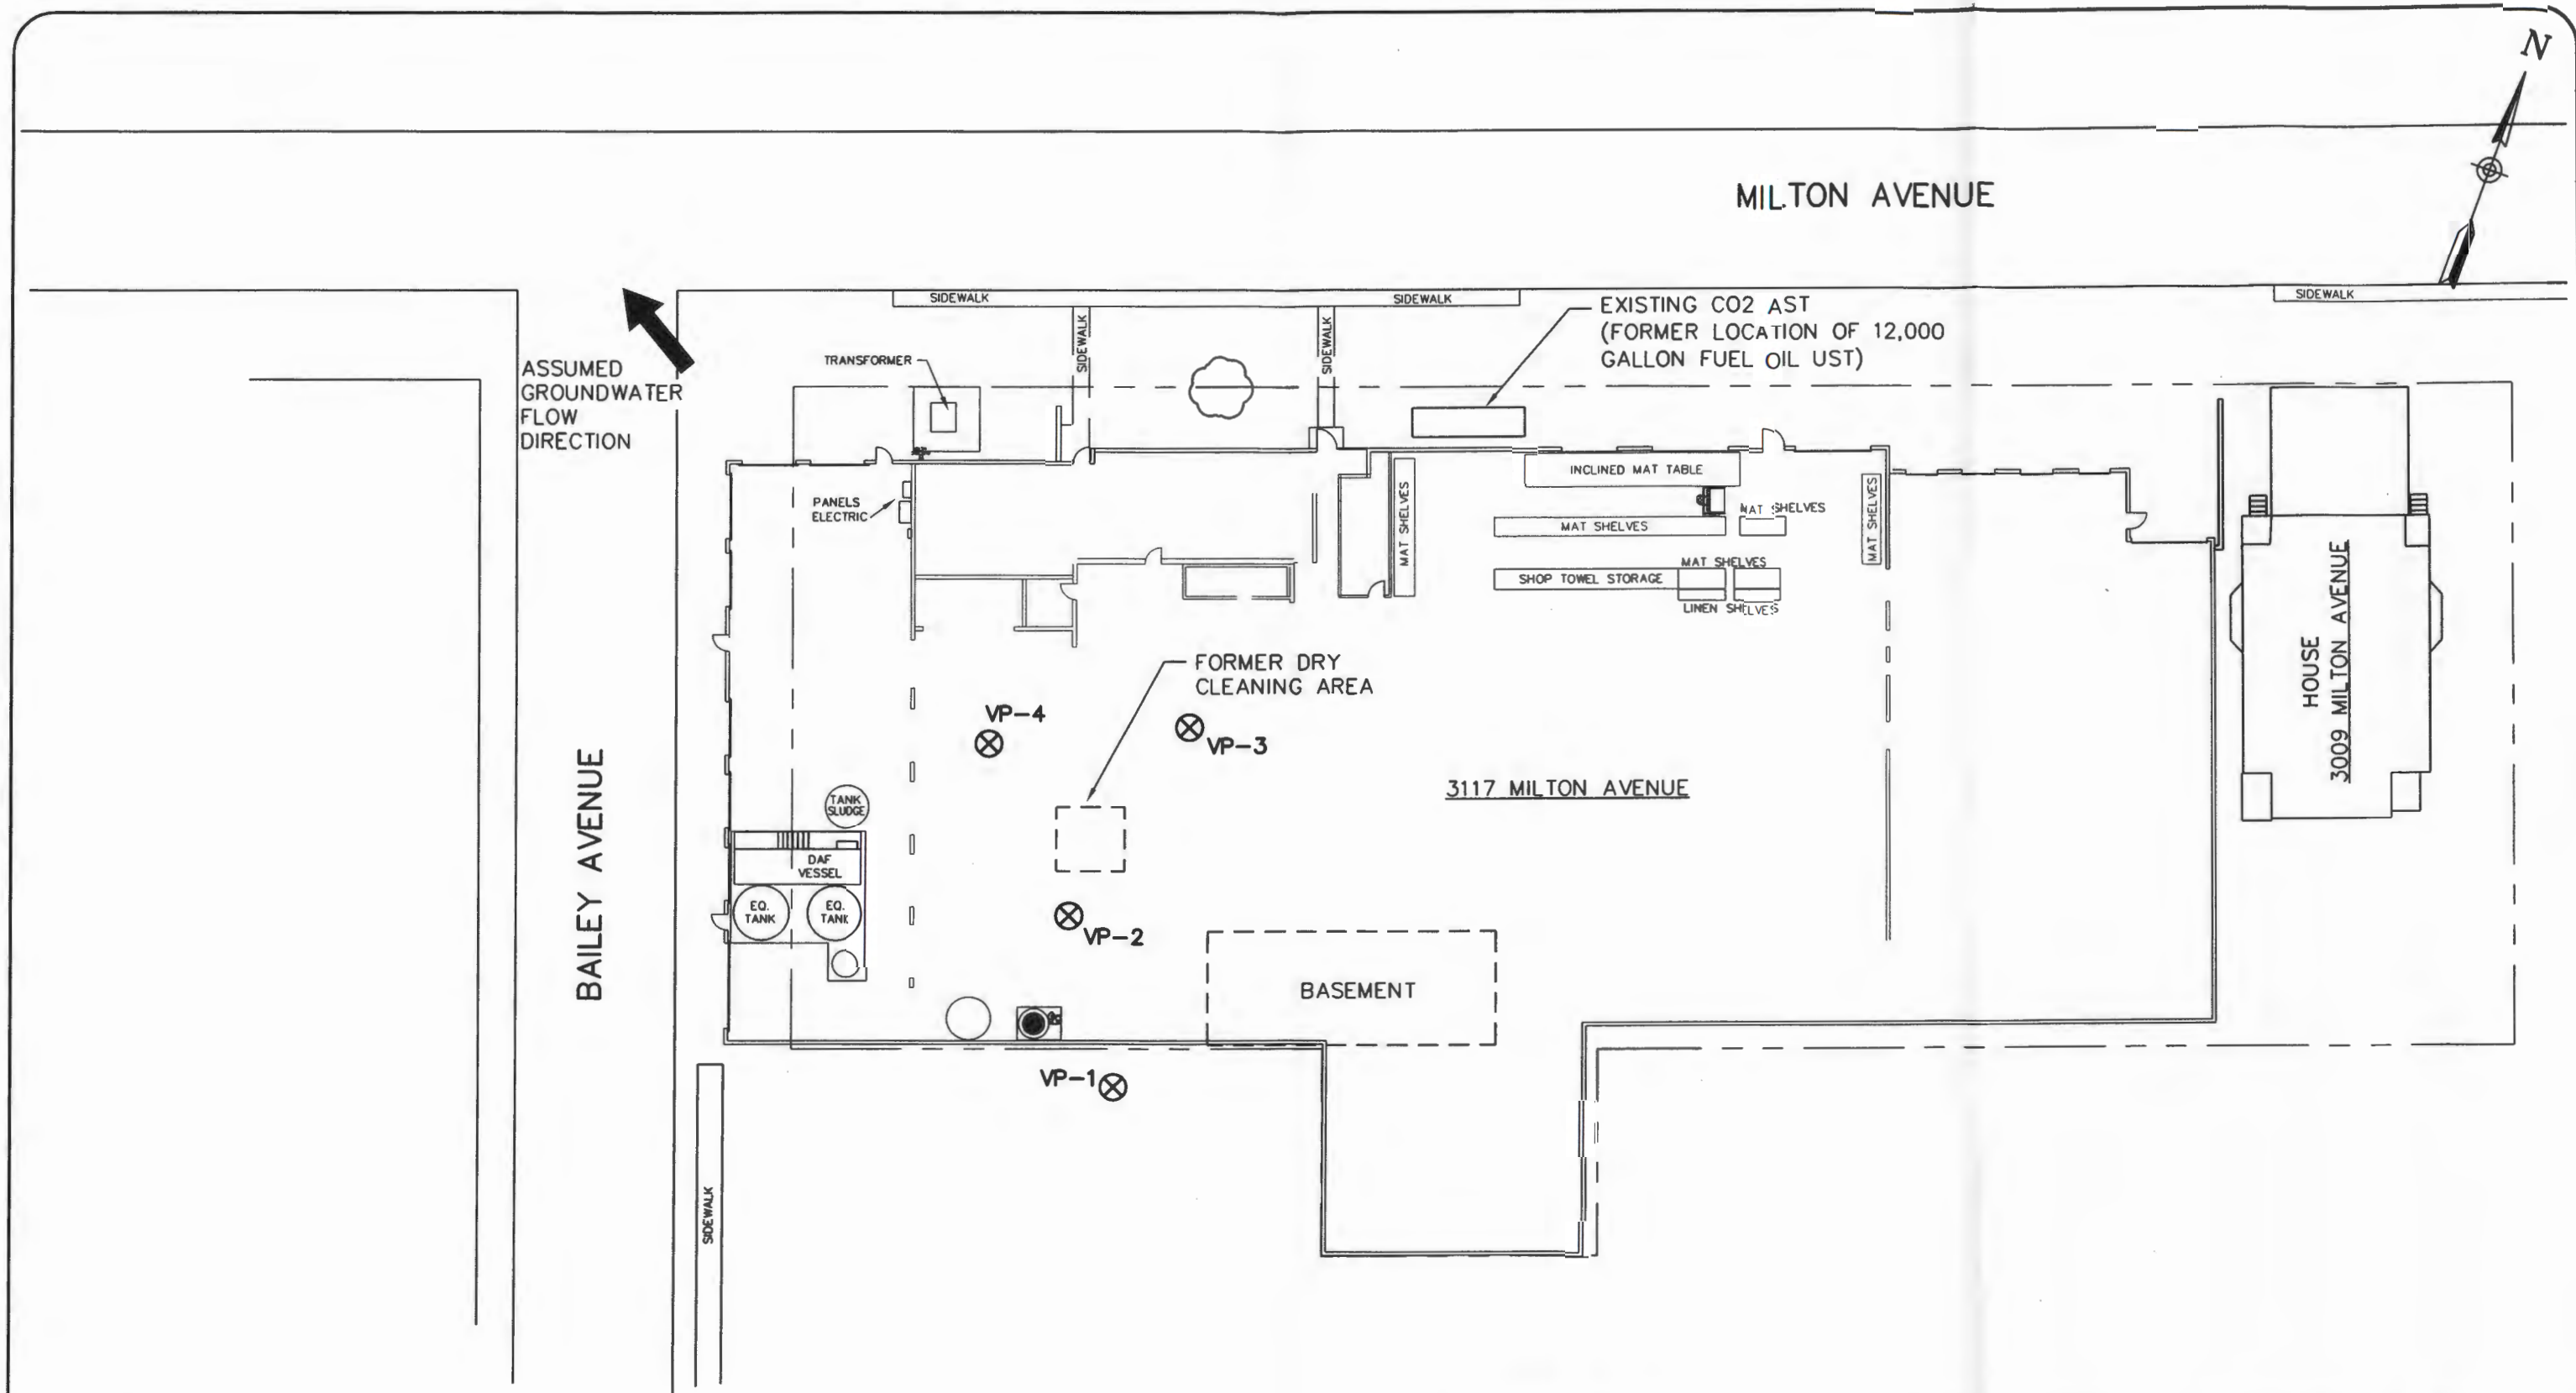 N
MILTON AVENUE
SIDEWALK
SIDEWALK
SIDEWALK
EXISTING CO2 AST
(FORMER LOCATION OF 12,000
GALLON FUEL OIL UST)
SIDEWALK
SIDEWALK
TRANSFORMER
ASSUMED
GROUNDWATER
FLOW
DIRECTION
PANELS
ELECTRIC
MAT SHELVES
INCLINED MAT TABLE
MAT SHELVES
MAT SHELVES
MAT SHELVES
MAT SHELVES
SHOP TOWEL STORAGE
LINEN SHELVES
HOUSE
3009 MILTON AVENUE
FORMER DRY
CLEANING AREA
VP-4
VP-3
3117 MILTON AVENUE
BAILEY AVENUE
TANK
SLUDGE
DAF
VESSEL
EQ.
TANK
EQ.
TANK
VP-2
BASEMENT
VP-1
SIDEWALK